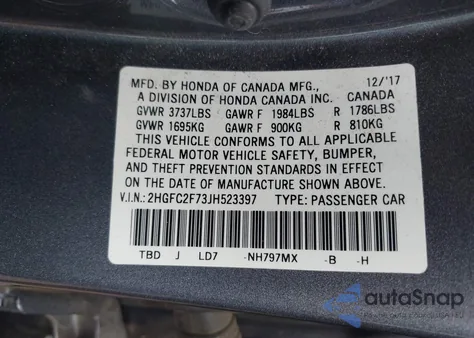 MFD. BY HONDA OF CANADA MFG., 12/'17
A DIVISION OF HONDA CANADA INC. CANADA
GVWR 3737LBS GAWR F 1984LBS R 1786LBS
GVWR 1695KG GAWR F 900KG R 810KG
THIS VEHICLE CONFORMS TO ALL APPLICABLE
FEDERAL MOTOR VEHICLE SAFETY, BUMPER,
AND THEFT PREVENTION STANDARDS IN EFFECT
ON THE DATE OF MANUFACTURE SHOWN ABOVE.
V.I.N.: 2HGFC2F73JH523397 TYPE: PASSENGER CAR
TBD J LD7 -NH797MX -B -H
autoSnap